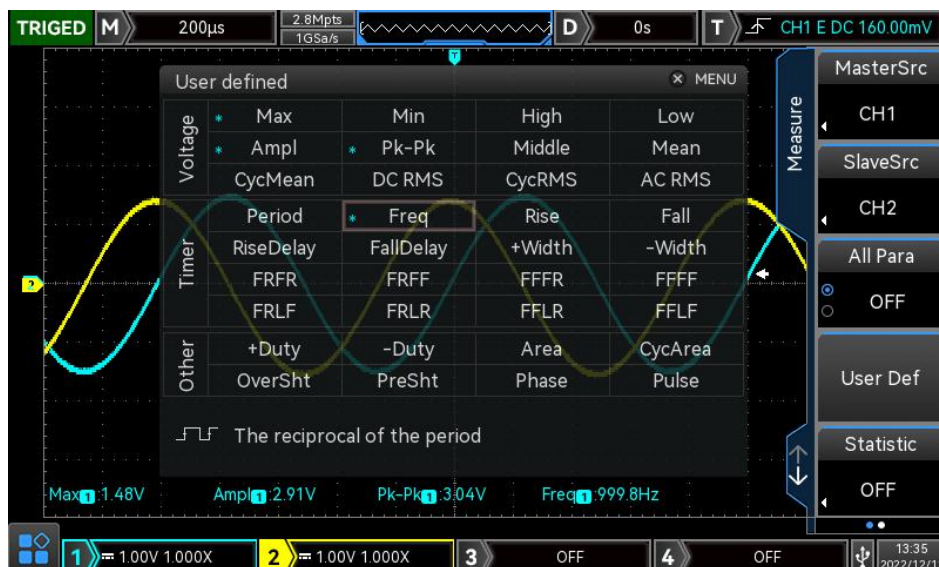 TRIGED M 200μs 2.8Mpts 1GSa/s D 0s T CH1 E DC 160.00mV
T
User defined MENU
Voltage
* Max Min High Low
* Ampl * Pk-Pk Middle Mean
CycMean DC RMS CycRMS AC RMS
Timer
Period * Freq Rise Fall
RiseDelay FallDelay +Width -Width
FRFR FRFF FFFR FFFF
FRLF FRLR FFLR FFLF
Other
+Duty -Duty Area CycArea
OverSht PreSht Phase Pulse
The reciprocal of the period
2
Max1:1.48V Ampl1:2.91V Pk-Pk1:3.04V Freq1:999.8Hz
Measure
MasterSrc
CH1
SlaveSrc
CH2
All Para
OFF
User Def
Statistic
OFF
1 1.00V 1.000X 2 1.00V 1.000X 3 OFF 4 OFF 13:35